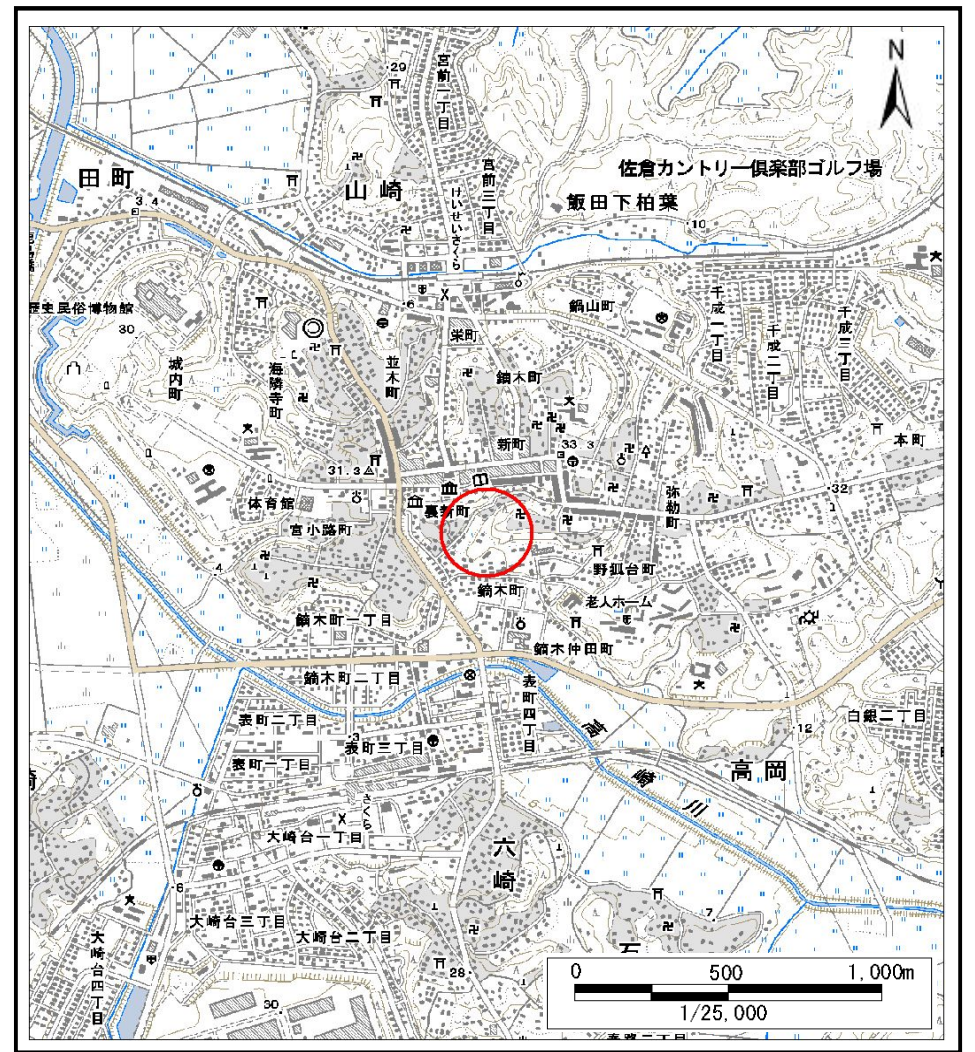 N
29
宮前一丁目
佐倉カントリー倶楽部ゴルフ場
田町
山崎
宮前三丁目
けいせいさくら
飯田下柏葉
3.4
10
歴史民俗博物館
30
6
鍋山町
千成一丁目
千成二丁目
千成三丁目
栄町
城内町
海隣寺町
並木町
鏑木町
新町
33.3
本町
31.3
体育館
裏新町
弥勒町
32
宮小路町
野狐台町
4
鏑木町
老人ホーム
鏑木町一丁目
鏑木仲田町
鏑木町二丁目
表町四丁目
表町二丁目
白銀二丁目
3
表町三丁目
12
表町一丁目
高岡
高崎川
さくら
大崎台一丁目
六崎
6
6
大崎台三丁目
大崎台二丁目
7
大崎台四丁目
28
石
60
0 500 1,000m
1/25,000